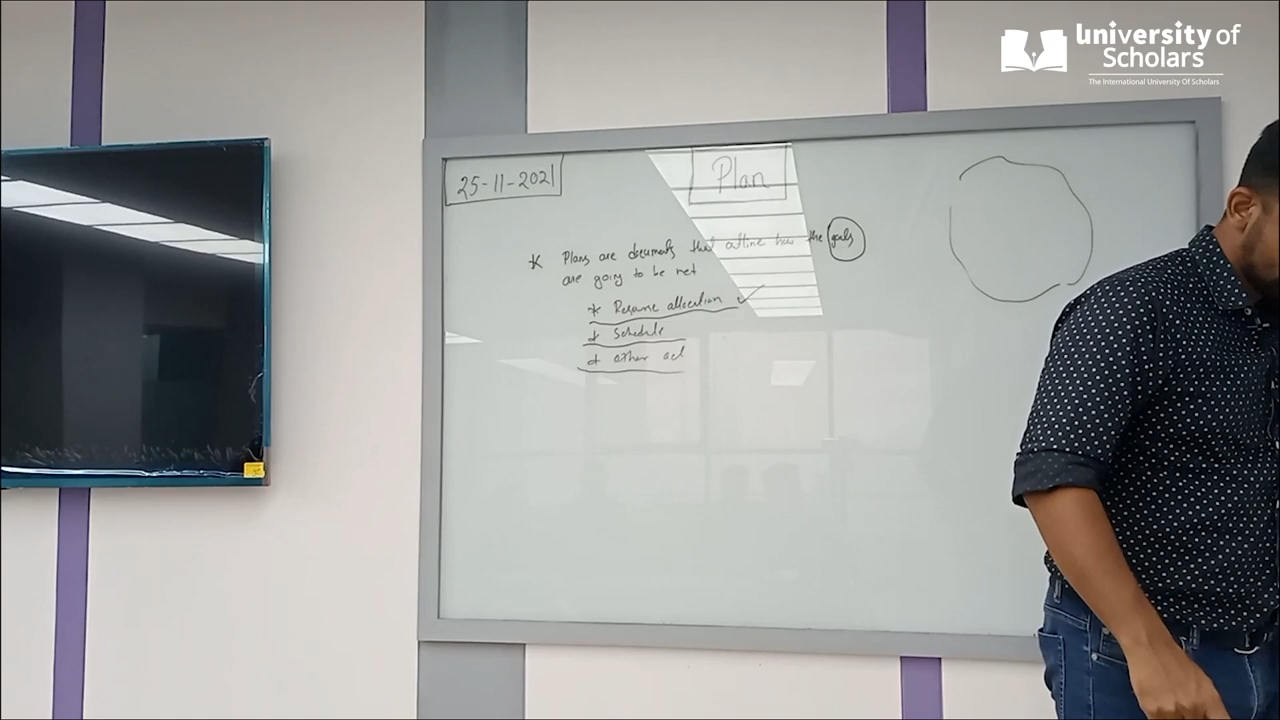 University of
Scholars
The International University Of Scholars
25-11-2021
Plan
* Plans are documents that outline how the goals
are going to be met
* Resource allocation ✓
* Schedule
* other act